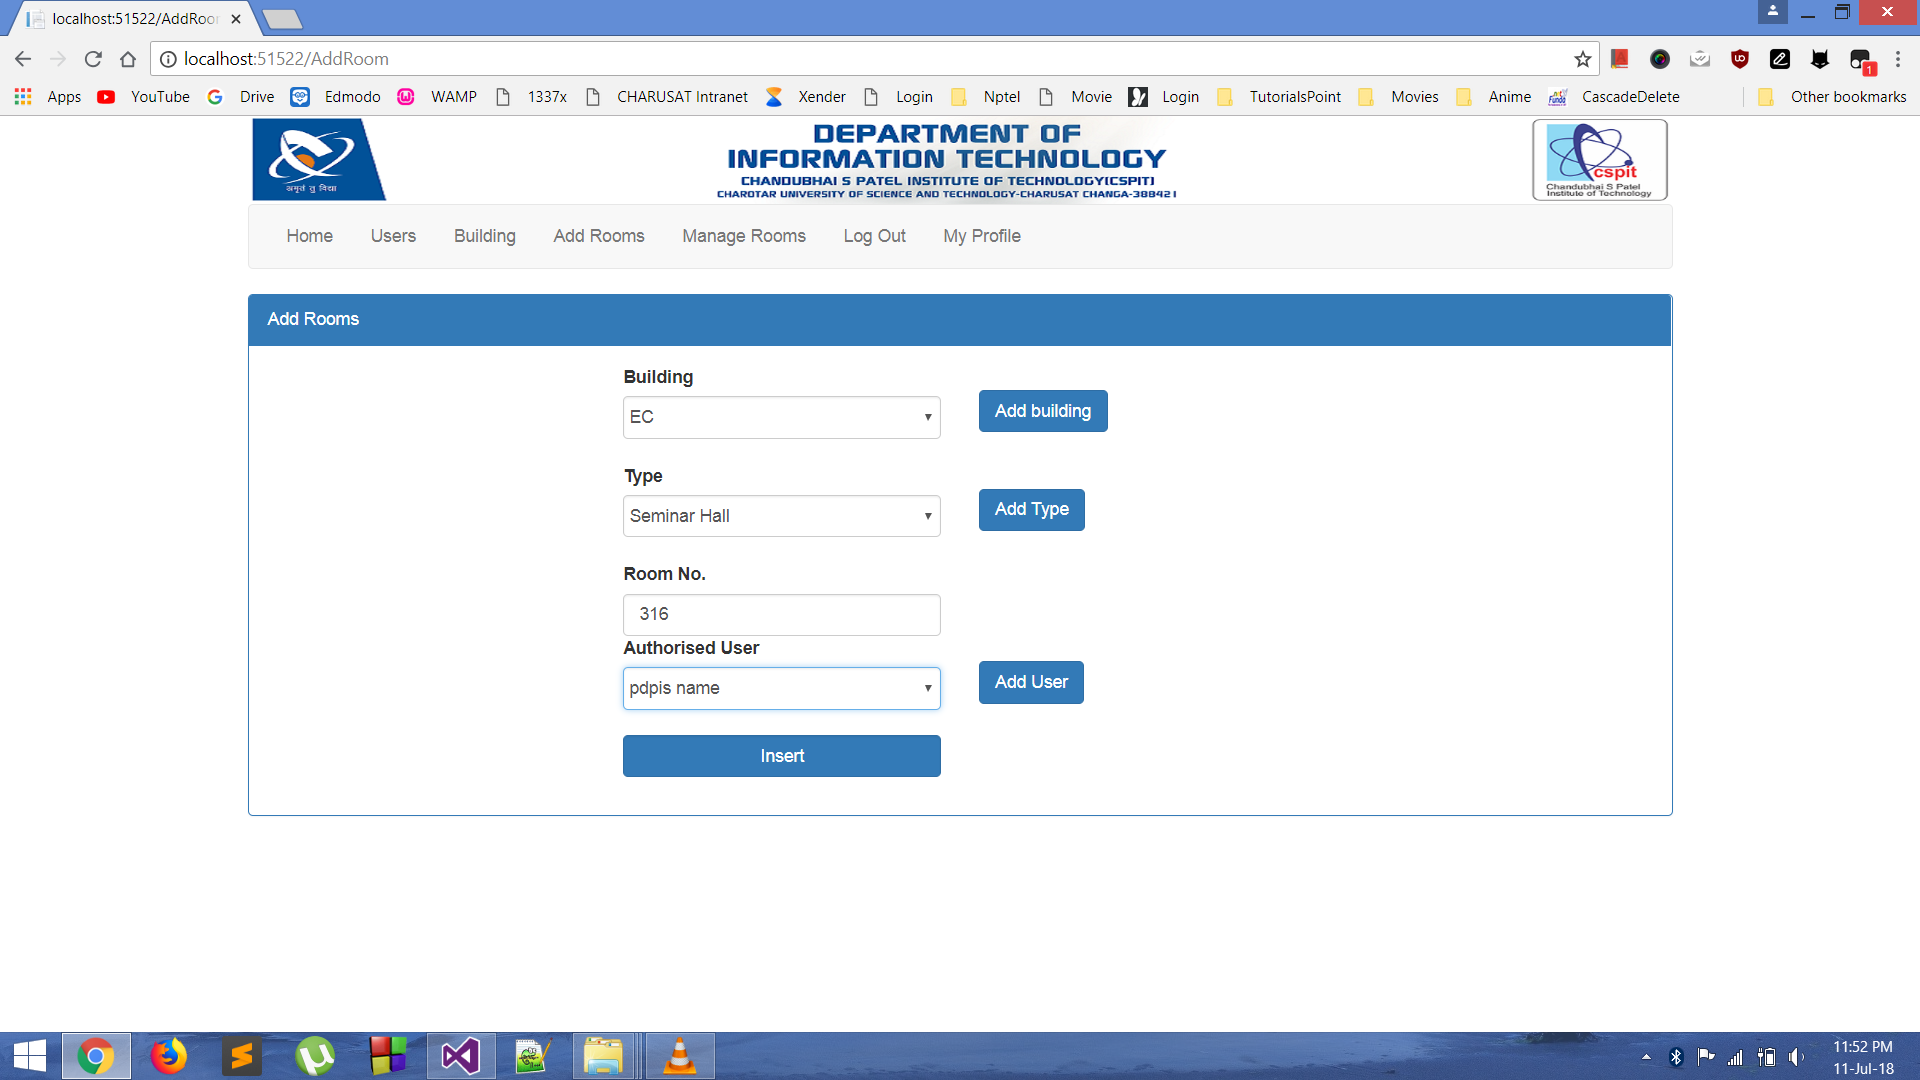 localhost:51522/AddRoor
localhost:51522/AddRoom
1
Apps YouTube Drive Edmodo WAMP 1337x CHARUSAT Intranet Xender Login Nptel Movie Login TutorialsPoint Movies Anime CascadeDelete Other bookmarks
अमृतं तु विद्या
DEPARTMENT OF
INFORMATION TECHNOLOGY
CHANDUBHAI S PATEL INSTITUTE OF TECHNOLOGY(CSPIT)
CHAROTAR UNIVERSITY OF SCIENCE AND TECHNOLOGY-CHARUSAT CHANGA-388421
cspit
Chandubhai S Patel
Institute of Technology
Home Users Building Add Rooms Manage Rooms Log Out My Profile
Add Rooms
Building
EC Add building
Type
Seminar Hall Add Type
Room No.
316
Authorised User
pdpis name Add User
Insert
11:52 PM
11-Jul-18